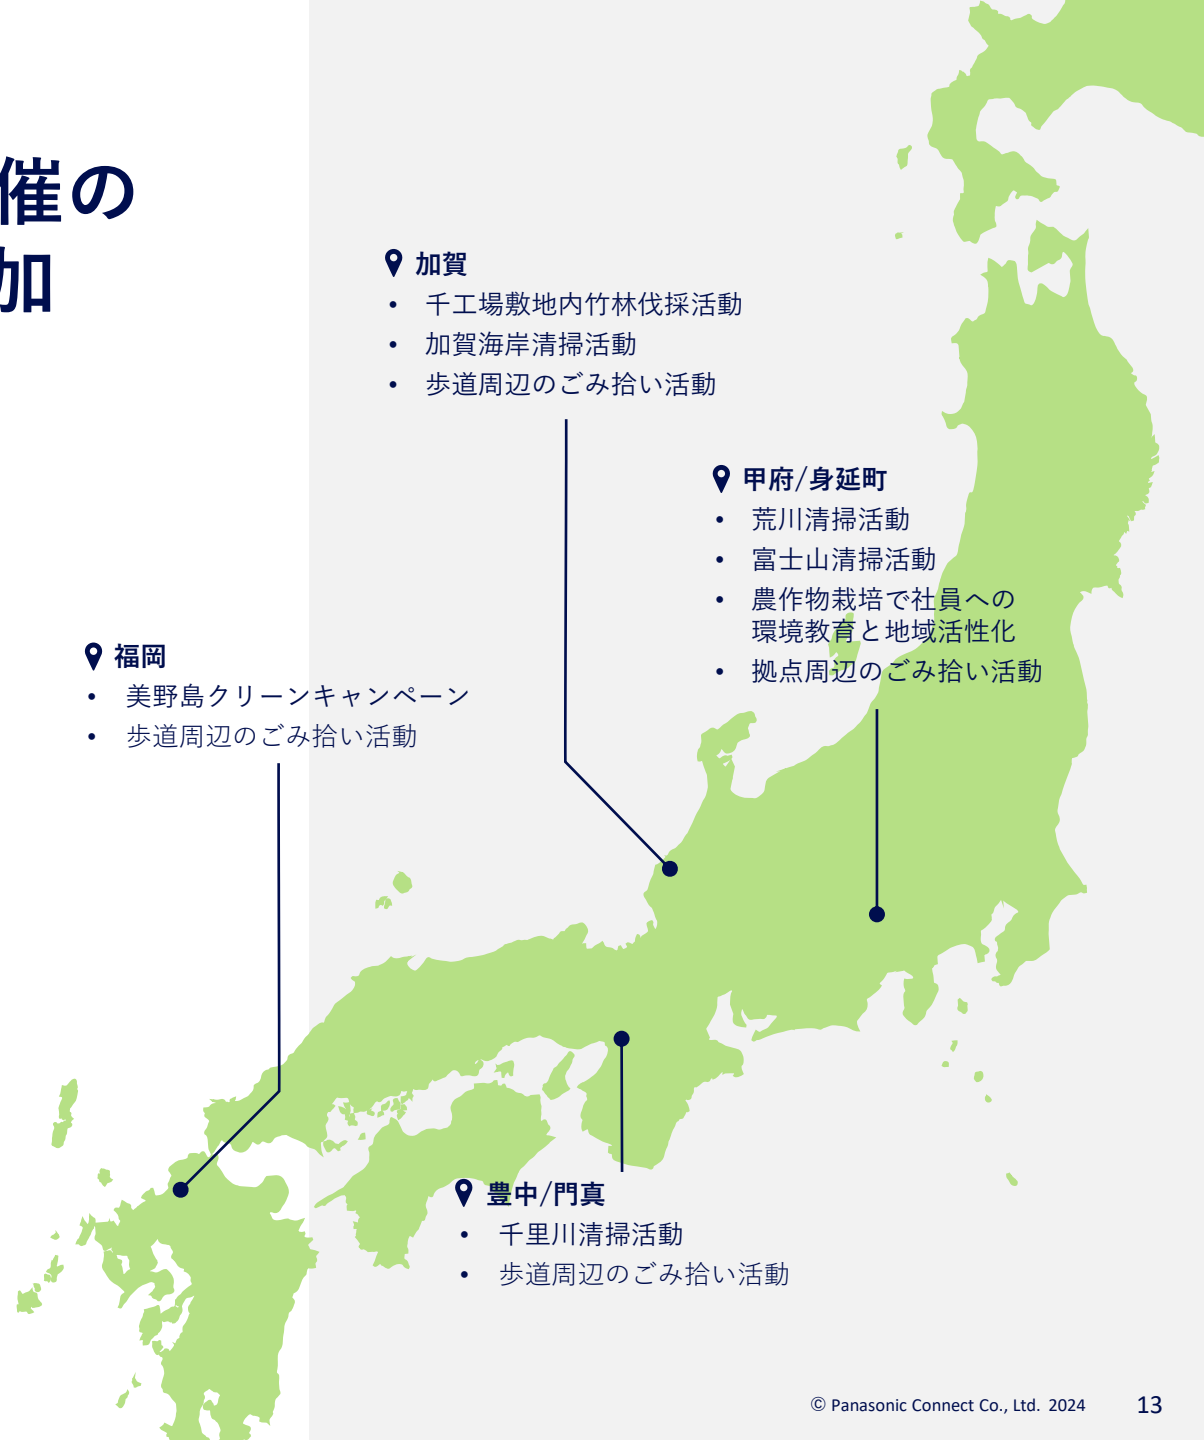 催の
加
加賀
• 千工場敷地内竹林伐採活動
• 加賀海岸清掃活動
• 歩道周辺のごみ拾い活動
甲府/身延町
• 荒川清掃活動
• 富士山清掃活動
• 農作物栽培で社員への
環境教育と地域活性化
• 拠点周辺のごみ拾い活動
福岡
• 美野島クリーンキャンペーン
• 歩道周辺のごみ拾い活動
豊中/門真
• 千里川清掃活動
• 歩道周辺のごみ拾い活動
© Panasonic Connect Co., Ltd. 2024 13